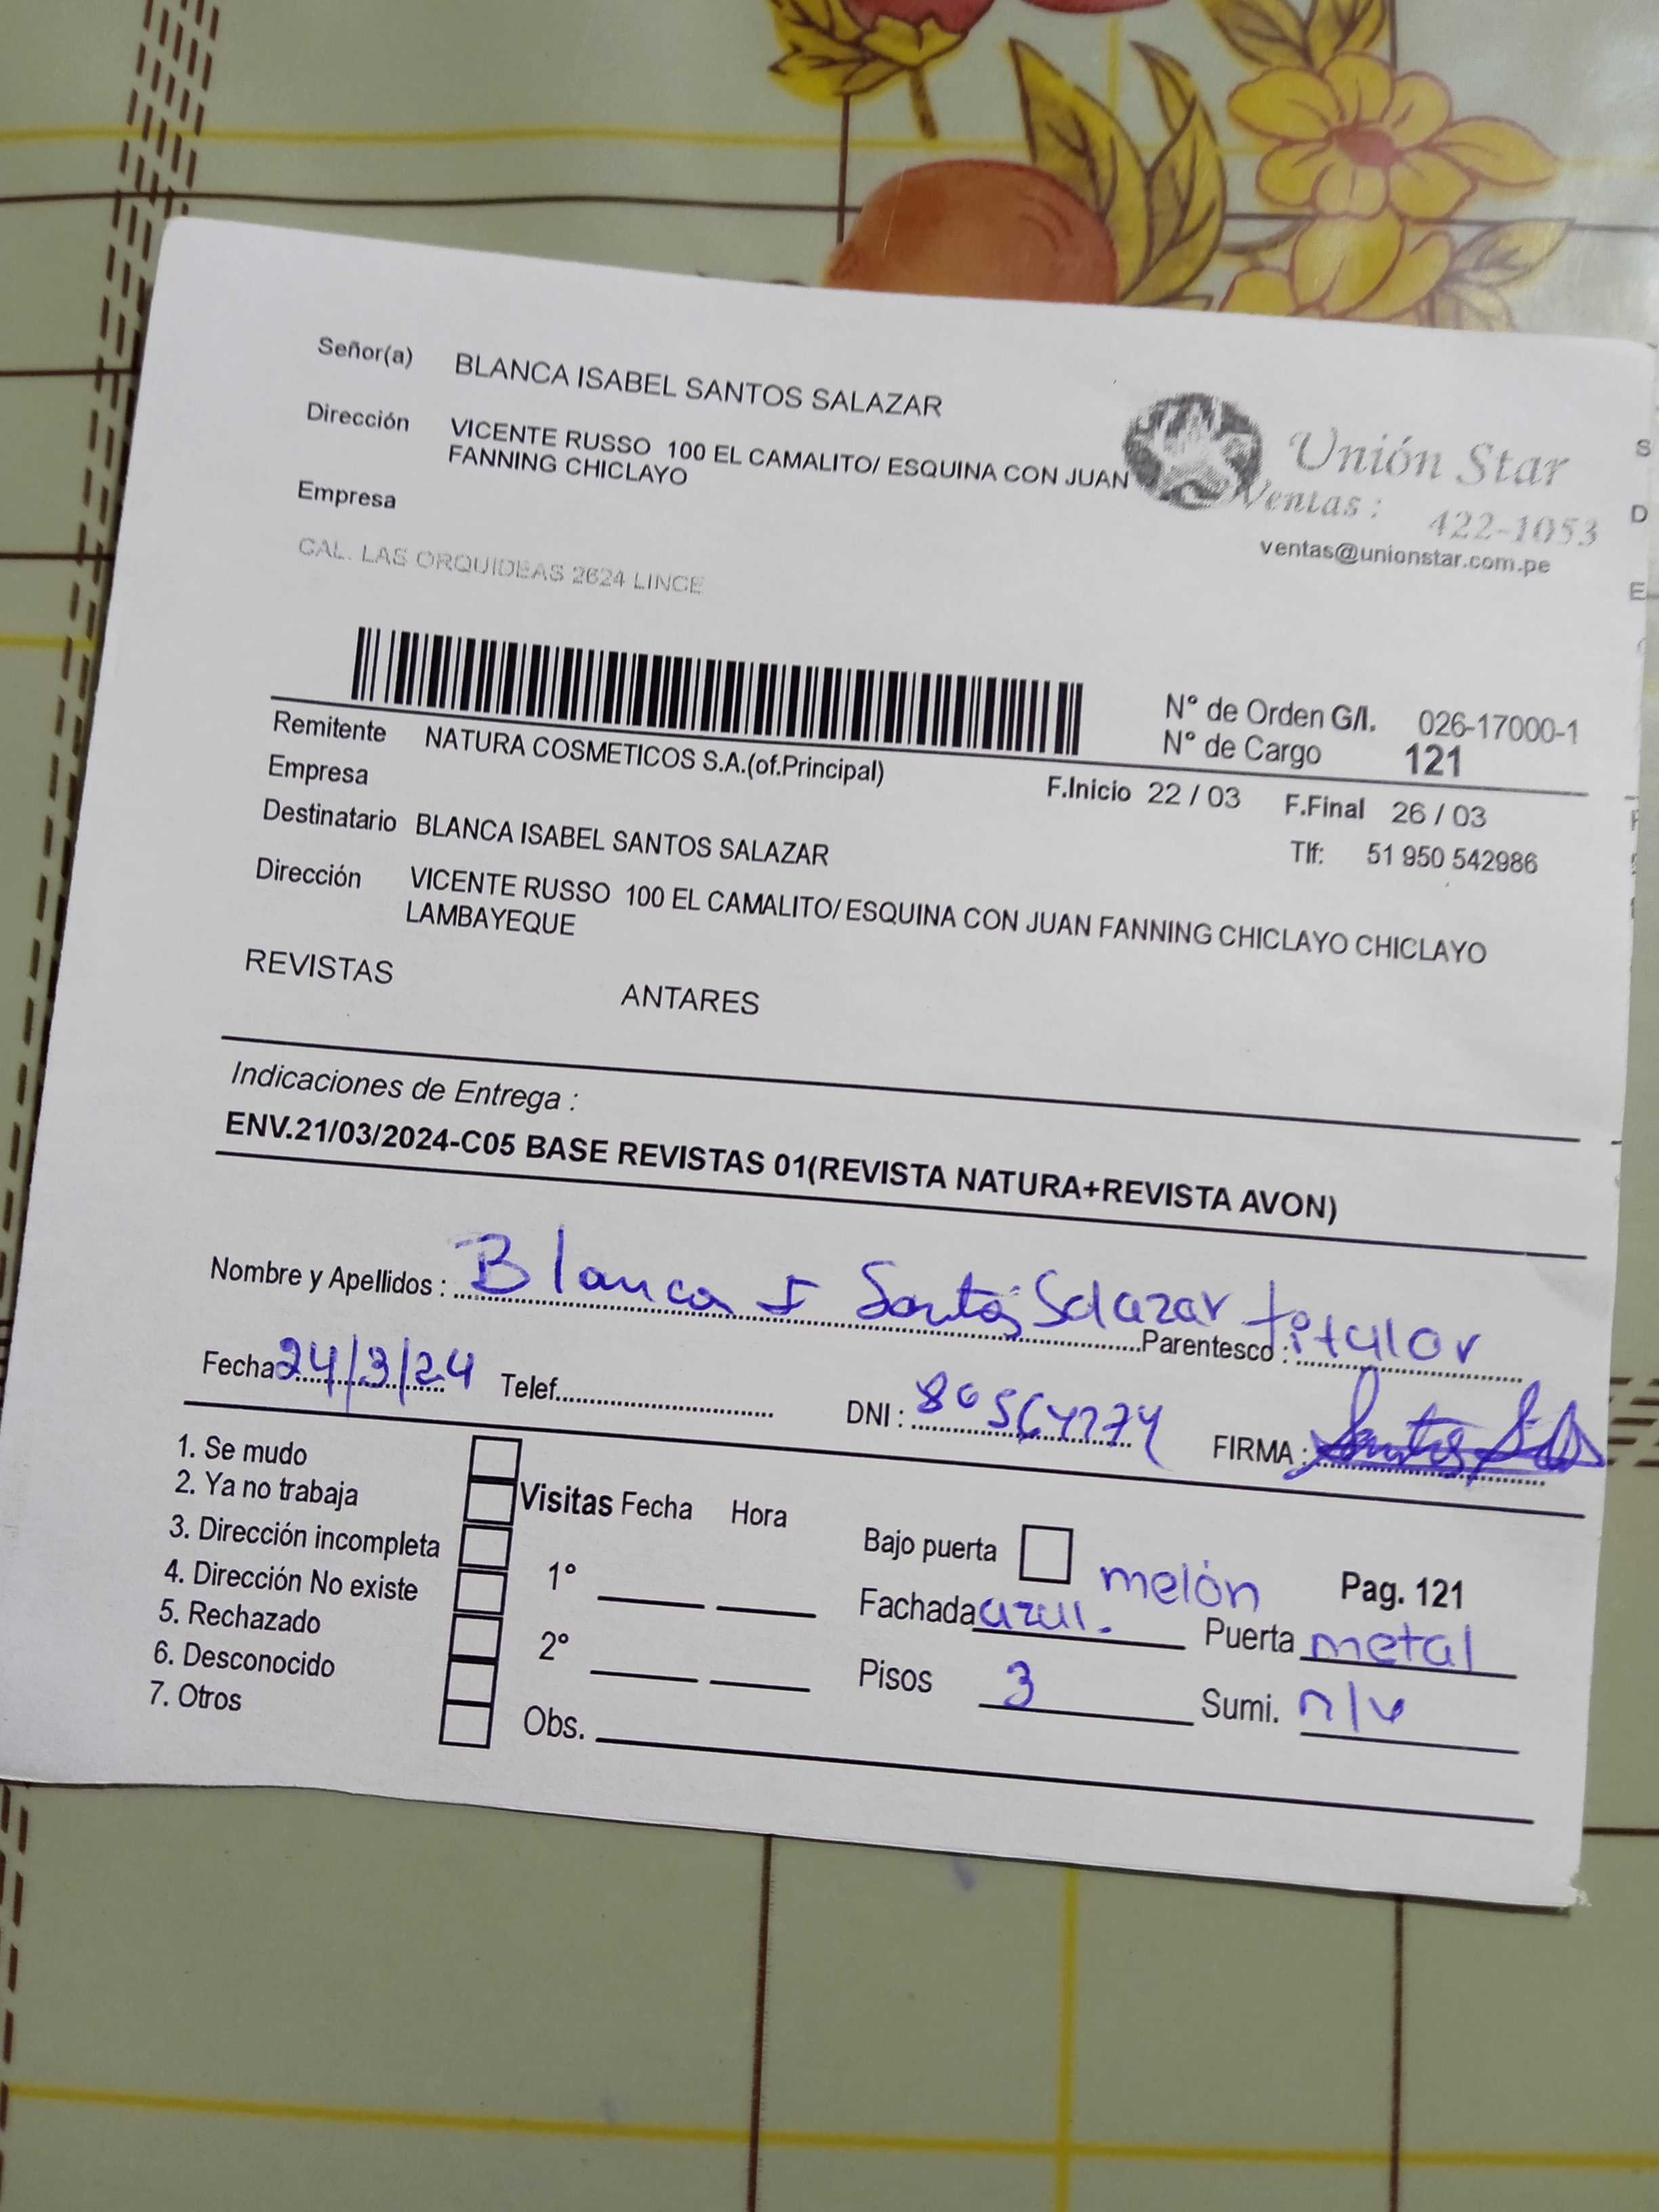 Señor(a) BLANCA ISABEL SANTOS SALAZAR
Dirección VICENTE RUSSO 100 EL CAMALITO/ ESQUINA CON JUAN
FANNING CHICLAYO
Unión Star
Ventas : 422-1053
ventas@unionstar.com.pe
Empresa
CAL. LAS ORQUIDEAS 2624 LINCE
N° de Orden G/I. 026-17000-1
N° de Cargo 121
Remitente NATURA COSMETICOS S.A.(of.Principal)
Empresa
F.Inicio 22 / 03 F.Final 26 / 03
Destinatario BLANCA ISABEL SANTOS SALAZAR
Tlf: 51 950 542986
Dirección VICENTE RUSSO 100 EL CAMALITO/ ESQUINA CON JUAN FANNING CHICLAYO CHICLAYO
LAMBAYEQUE
REVISTAS ANTARES
Indicaciones de Entrega :
ENV.21/03/2024-C05 BASE REVISTAS 01(REVISTA NATURA+REVISTA AVON)
Nombre y Apellidos : Blanca I Santos Salazar Parentesco : titular
Fecha 24/3/24 Telef. DNI : FIRMA :
1. Se mudo
2. Ya no trabaja
3. Dirección incompleta
4. Dirección No existe
5. Rechazado
6. Desconocido
7. Otros
Visitas Fecha Hora
1°
2°
Obs.
Bajo puerta melón Pag. 121
Fachada azul. Puerta metal
Pisos 3 Sumi.